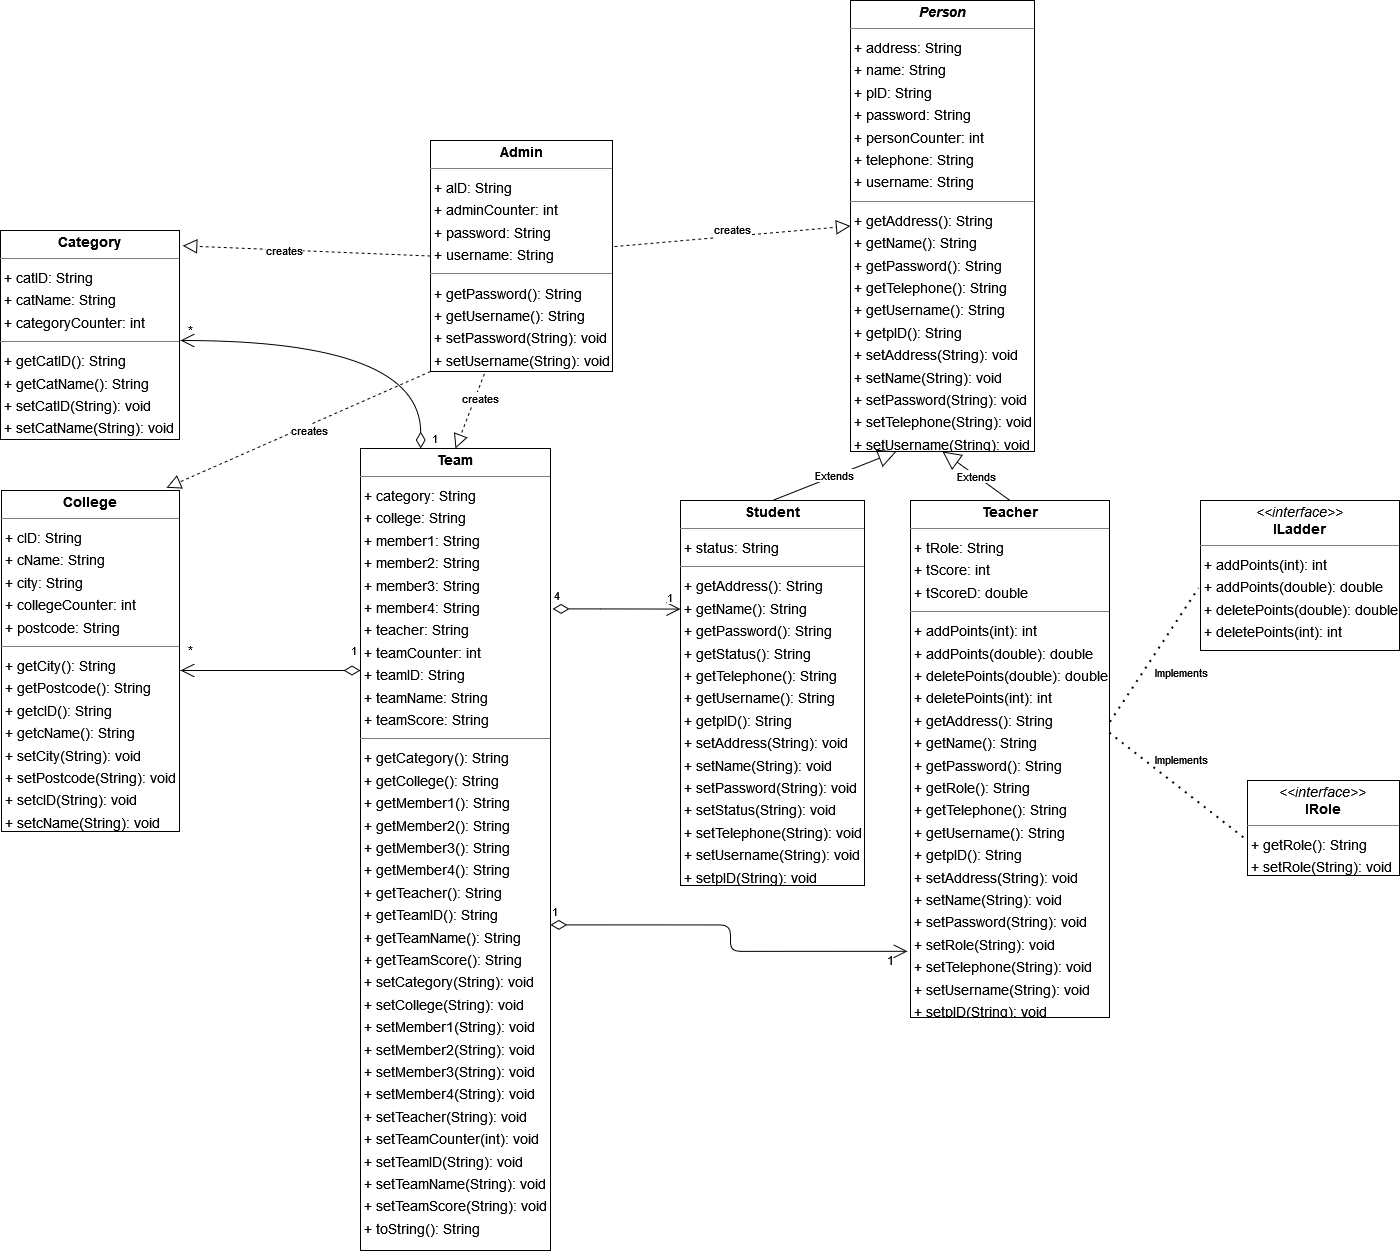 Person
+ address: String
+ name: String
+ pID: String
+ password: String
+ personCounter: int
+ telephone: String
+ username: String
+ getAddress(): String
+ getName(): String
+ getPassword(): String
+ getTelephone(): String
+ getUsername(): String
+ getpID(): String
+ setAddress(String): void
+ setName(String): void
+ setPassword(String): void
+ setTelephone(String): void
+ setUsername(String): void
Admin
+ aID: String
+ adminCounter: int
+ password: String
+ username: String
+ getPassword(): String
+ getUsername(): String
+ setPassword(String): void
+ setUsername(String): void
creates
creates
creates
creates
Category
+ catID: String
+ catName: String
+ categoryCounter: int
+ getCatID(): String
+ getCatName(): String
+ setCatID(String): void
+ setCatName(String): void
*
1
College
+ cID: String
+ cName: String
+ city: String
+ collegeCounter: int
+ postcode: String
+ getCity(): String
+ getPostcode(): String
+ getcID(): String
+ getcName(): String
+ setCity(String): void
+ setPostcode(String): void
+ setcID(String): void
+ setcName(String): void
*
1
Team
+ category: String
+ college: String
+ member1: String
+ member2: String
+ member3: String
+ member4: String
+ teacher: String
+ teamCounter: int
+ teamID: String
+ teamName: String
+ teamScore: String
+ getCategory(): String
+ getCollege(): String
+ getMember1(): String
+ getMember2(): String
+ getMember3(): String
+ getMember4(): String
+ getTeacher(): String
+ getTeamID(): String
+ getTeamName(): String
+ getTeamScore(): String
+ setCategory(String): void
+ setCollege(String): void
+ setMember1(String): void
+ setMember2(String): void
+ setMember3(String): void
+ setMember4(String): void
+ setTeacher(String): void
+ setTeamCounter(int): void
+ setTeamID(String): void
+ setTeamName(String): void
+ setTeamScore(String): void
+ toString(): String
4
1
1
1
Extends
Extends
Student
+ status: String
+ getAddress(): String
+ getName(): String
+ getPassword(): String
+ getStatus(): String
+ getTelephone(): String
+ getUsername(): String
+ getpID(): String
+ setAddress(String): void
+ setName(String): void
+ setPassword(String): void
+ setStatus(String): void
+ setTelephone(String): void
+ setUsername(String): void
+ setpID(String): void
Teacher
+ tRole: String
+ tScore: int
+ tScoreD: double
+ addPoints(int): int
+ addPoints(double): double
+ deletePoints(double): double
+ deletePoints(int): int
+ getAddress(): String
+ getName(): String
+ getPassword(): String
+ getRole(): String
+ getTelephone(): String
+ getUsername(): String
+ getpID(): String
+ setAddress(String): void
+ setName(String): void
+ setPassword(String): void
+ setRole(String): void
+ setTelephone(String): void
+ setUsername(String): void
+ setpID(String): void
<<interface>>
ILadder
+ addPoints(int): int
+ addPoints(double): double
+ deletePoints(double): double
+ deletePoints(int): int
Implements
Implements
<<interface>>
IRole
+ getRole(): String
+ setRole(String): void